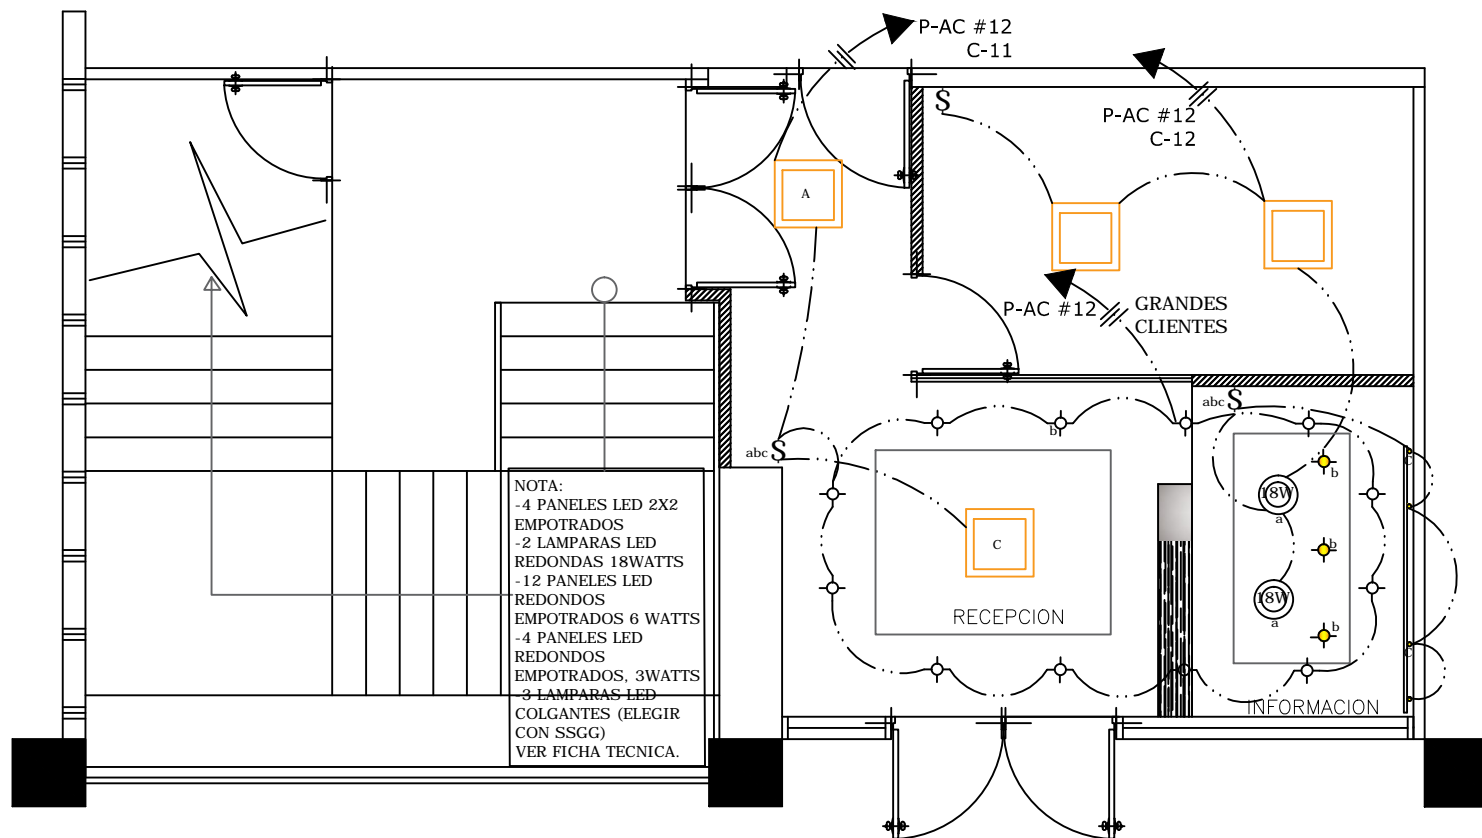 P-AC #12
C-11
P-AC #12
C-12
S
A
P-AC #12
GRANDES
CLIENTES
abc S
b
abc S
C
b
18W
a
b
18W
a
b
C
C
RECEPCION
INFORMACION
NOTA:
-4 PANELES LED 2X2
EMPOTRADOS
-2 LAMPARAS LED
REDONDAS 18WATTS
-12 PANELES LED
REDONDOS
EMPOTRADOS 6 WATTS
-4 PANELES LED
REDONDOS
EMPOTRADOS, 3WATTS
-3 LAMPARAS LED
COLGANTES (ELEGIR
CON SSGG)
VER FICHA TECNICA.